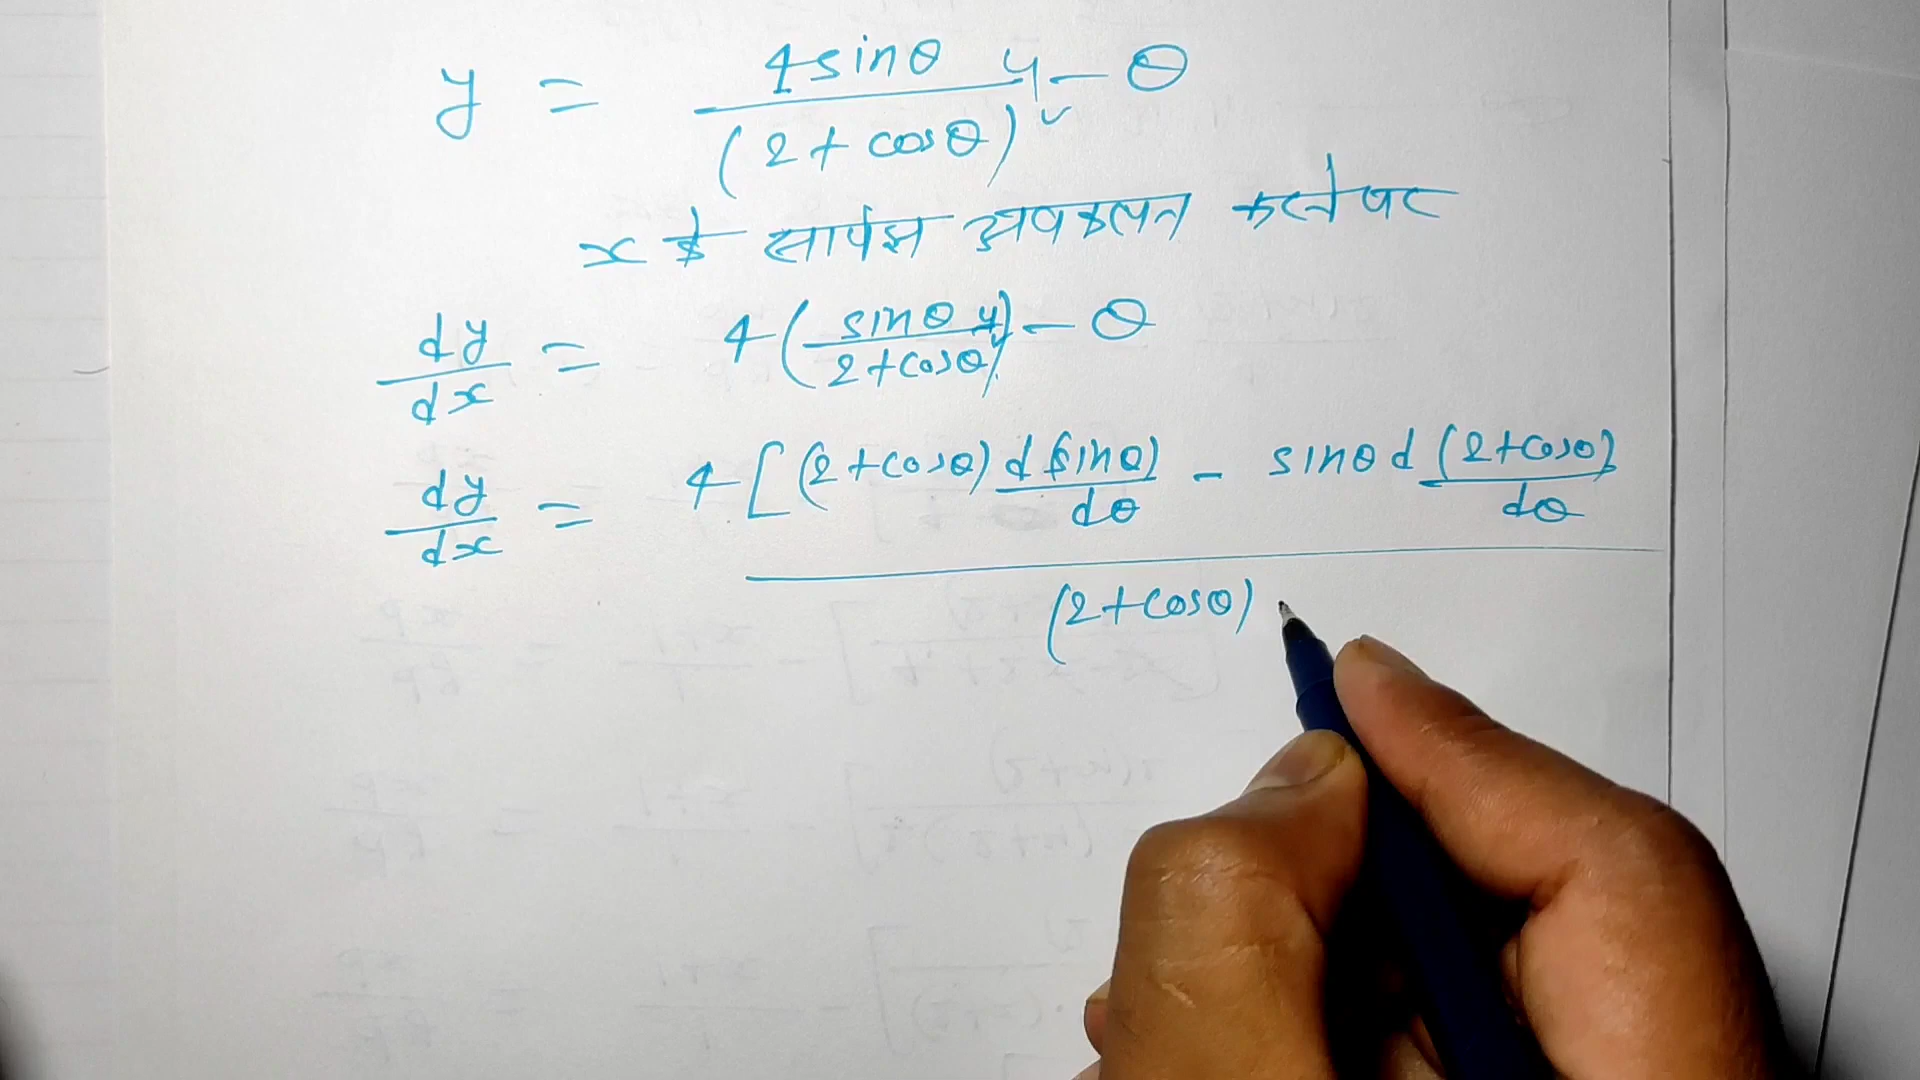 y = 4sinθ / (2+cosθ) - θ
x के सापेक्ष अवकलन करने पर
dy/dx = 4(sinθ / 2+cosθ) - θ
dy/dx = 4[(2+cosθ) d(sinθ)/dθ - sinθ d(2+cosθ)/dθ / (2+cosθ)